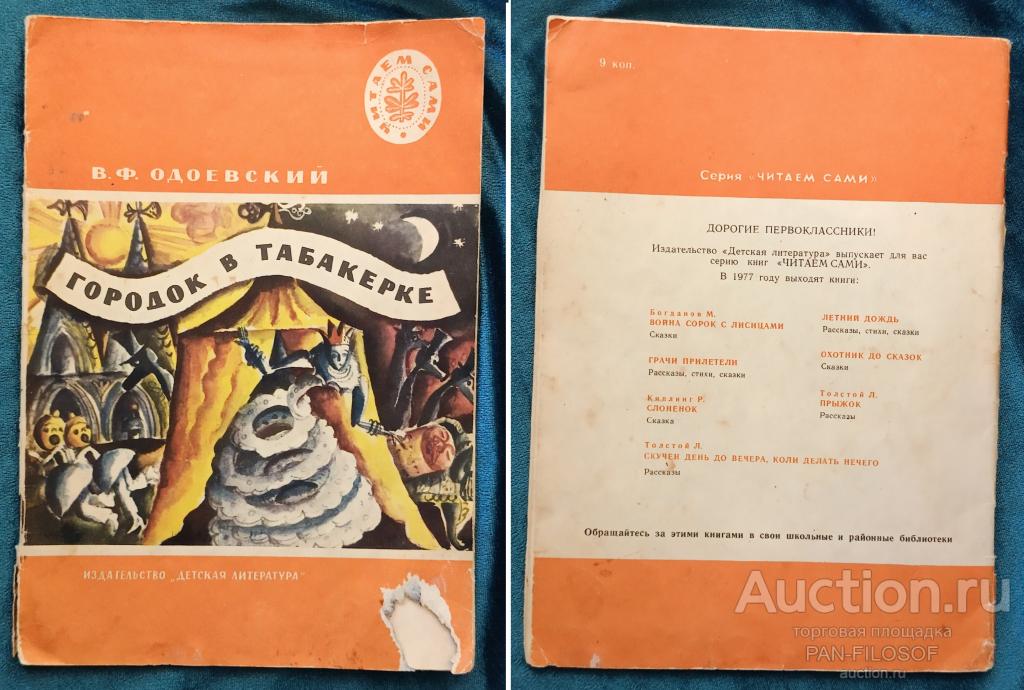 ЧИТАЕМ САМИ
В.Ф. ОДОЕВСКИЙ
ГОРОДОК В ТАБАКЕРКЕ
ИЗДАТЕЛЬСТВО „ДЕТСКАЯ ЛИТЕРАТУРА"
9 коп.
Серия «ЧИТАЕМ САМИ»
ДОРОГИЕ ПЕРВОКЛАССНИКИ!
Издательство «Детская литература» выпускает для вас
серию книг «ЧИТАЕМ САМИ».
В 1977 году выходят книги:
Богданов М.
ВОЙНА СОРОК С ЛИСИЦАМИ
Сказки
ГРАЧИ ПРИЛЕТЕЛИ
Рассказы, стихи, сказки
Киплинг Р.
СЛОНЕНОК
Сказка
ЛЕТНИЙ ДОЖДЬ
Рассказы, стихи, сказки
ОХОТНИК ДО СКАЗОК
Сказки
Толстой Л.
ПРЫЖОК
Рассказы
Толстой Л.
СКУЧЕН ДЕНЬ ДО ВЕЧЕРА, КОЛИ ДЕЛАТЬ НЕЧЕГО
Рассказы
Обращайтесь за этими книгами в свои школьные и районные библиотеки
Auction.ru
торговая площадка
PAN-FILOSOF
auction.ru